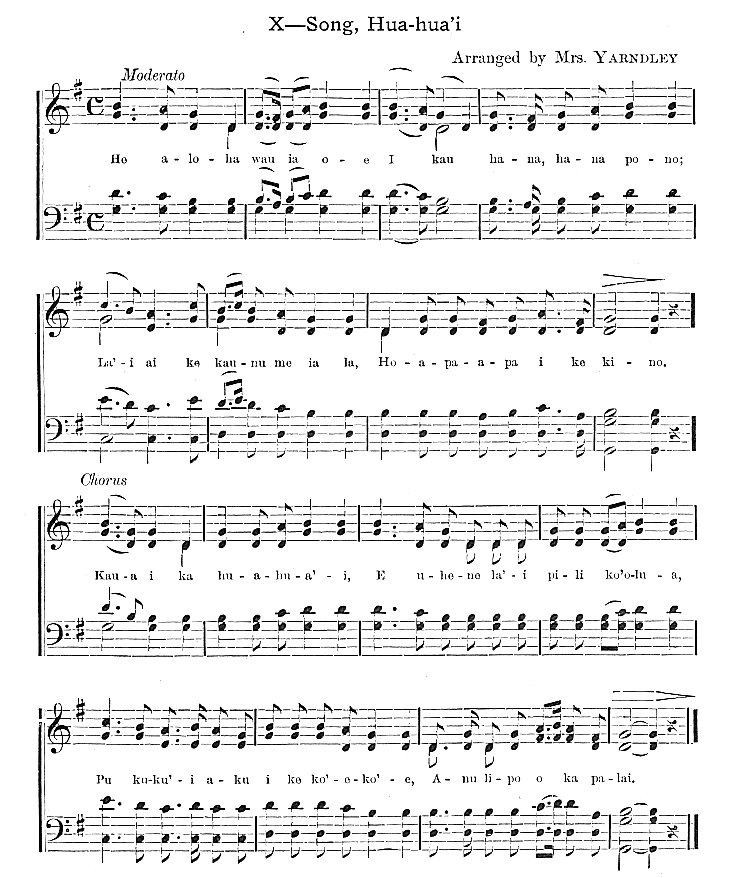 X—Song, Hua-hua'i
Arranged by Mrs. YARNDLEY
Moderato
He a - lo - ha wau ia o - e I kau ha - na, ha - na po - no;
La'-i ai ke kau-nu me ia la, Ho - a - pa - a - pa i ke ki - no.
Chorus
Kau-a i ka hu-a-hu-a'-i, E u-he-ne la'-i pi-li ko'o-lu-a,
Pu ku-ku'-i a-ku i ke ko'-e-ko'-e, A-nu li-po o ka pa-lai.